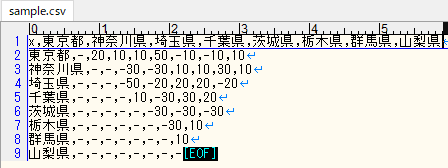 sample.csv
0 1 2 3 4 5
1 x,東京都,神奈川県,埼玉県,千葉県,茨城県,栃木県,群馬県,山梨県
2 東京都,-,20,10,10,50,-10,-10,10
3 神奈川県,-,-,-30,-30,10,10,30,10
4 埼玉県,-,-,-,50,-20,20,20,-20
5 千葉県,-,-,-,-,10,-30,30,20
6 茨城県,-,-,-,-,-,-30,-30,-30
7 栃木県,-,-,-,-,-,-,-30,10
8 群馬県,-,-,-,-,-,-,-,10
9 山梨県,-,-,-,-,-,-,-,-[EOF]